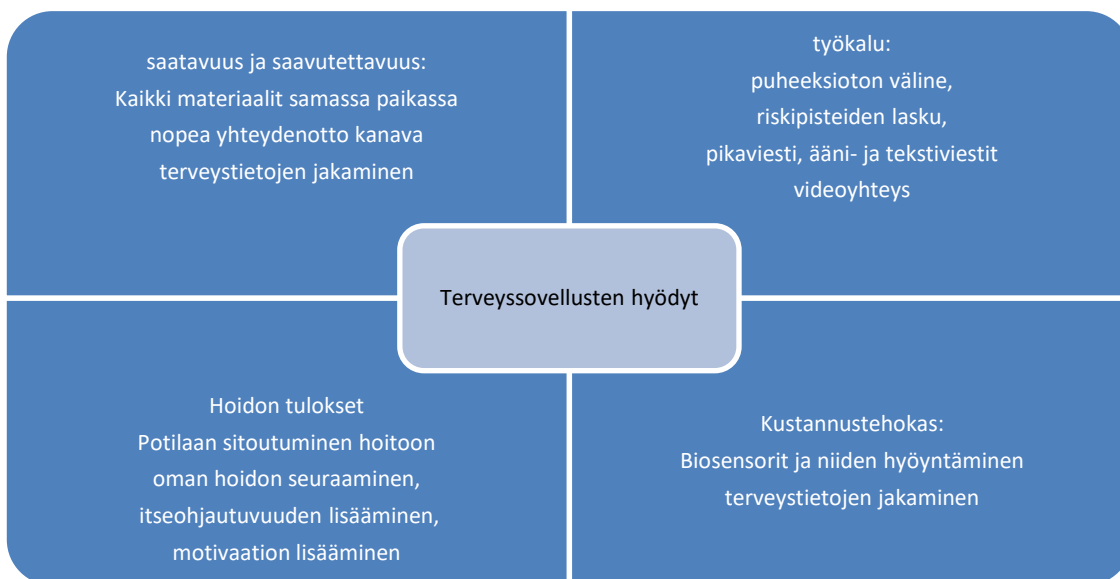 saatavuus ja saavutettavuus:
Kaikki materiaalit samassa paikassa
nopea yhteydenotto kanava
terveystietojen jakaminen
työkalu:
puheeksioton väline,
riskipisteiden lasku,
pikaviesti, ääni- ja tekstiviestit
videoyhteys
Terveyssovellusten hyödyt
Hoidon tulokset
Potilaan sitoutuminen hoitoon
oman hoidon seuraaminen,
itseohjautuvuuden lisääminen,
motivaation lisääminen
Kustannustehokas:
Biosensorit ja niiden hyöyntäminen
terveystietojen jakaminen